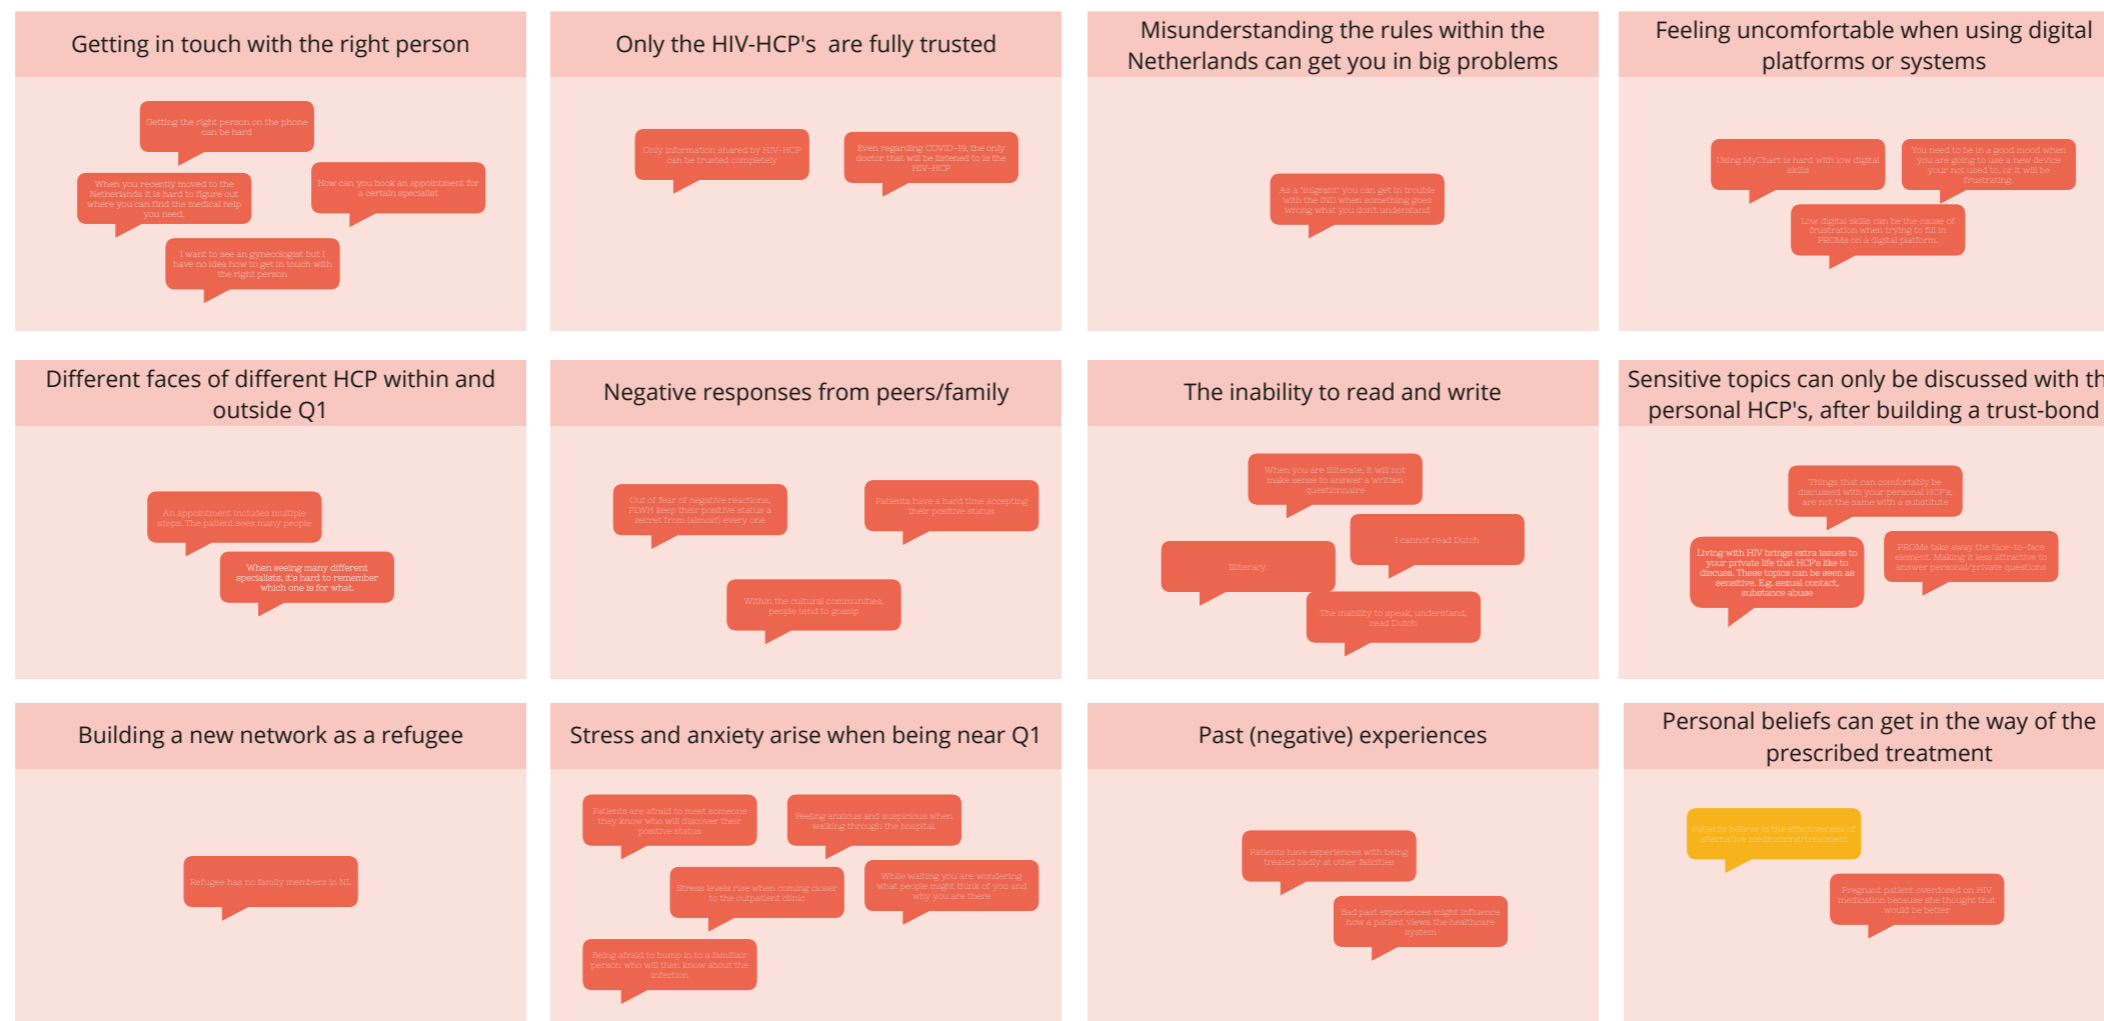 Getting in touch with the right person
Getting the right person on the phone
can be hard
When you recently moved to the
Netherlands it is hard to figure out
where you can find the medical help
you need.
How can you book an appointment for
a certain specialist
I want to see an gynecologist but I
have no idea how to get in touch with
the right person
Only the HIV-HCP's are fully trusted
Only information shared by HIV-HCP
can be trusted completely
Even regarding COVID-19, the only
doctor that will be listened to is the
HIV-HCP
Misunderstanding the rules within the
Netherlands can get you in big problems
As a "migrant" you can get in trouble
with the IND when something goes
wrong what you don't understand
Feeling uncomfortable when using digital
platforms or systems
Using MyChart is hard with low digital
skills
You need to be in a good mood when
you are going to use a new device
your not used to, or it will be
frustrating.
Low digital skills can be the cause of
frustration when trying to fill in
PROMs on a digital platform.
Different faces of different HCP within and
outside Q1
An appointment includes multiple
steps. The patient sees many people
When seeing many different
specialists, it's hard to remember
which one is for what.
Negative responses from peers/family
Out of fear of negative reactions,
PLWH keep their positive status a
secret from (almost) every one
Patients have a hard time accepting
their positive status
Within the cultural communities,
people tend to gossip
The inability to read and write
When you are illiterate, it will not
make sense to answer a written
questionnaire
I cannot read Dutch
Illiteracy.
The inability to speak, understand,
read Dutch
Sensitive topics can only be discussed with th
personal HCP's, after building a trust-bond
Things that can comfortably be
discussed with your personal HCP's,
are not the same with a substitute
Living with HIV brings extra issues to
your private life that HCP's like to
discuss. These topics can be seen as
sensitive. E.g. sexual contact,
substance abuse
PROMs take away the face-to-face
element. Making it less attractive to
answer personal/private questions
Building a new network as a refugee
Refugee has no family members in NL
Stress and anxiety arise when being near Q1
Patients are afraid to meet someone
they know who will discover their
positive status
Feeling anxious and suspicious when
walking through the hospital.
Stress levels rise when coming closer
to the outpatient clinic
While waiting you are wondering
what people might think of you and
why you are there
Being afraid to bump in to a familiair
person who will then know about the
infection
Past (negative) experiences
Patients have experiences with being
treated badly at other falicities
Bad past experiences might influence
how a patient views the healthcare
system
Personal beliefs can get in the way of the
prescribed treatment
Patients believe in the effectiveness of
alternative medications/treatment
Pregnant patient overdosed on HIV
medication because she thought that
would be better